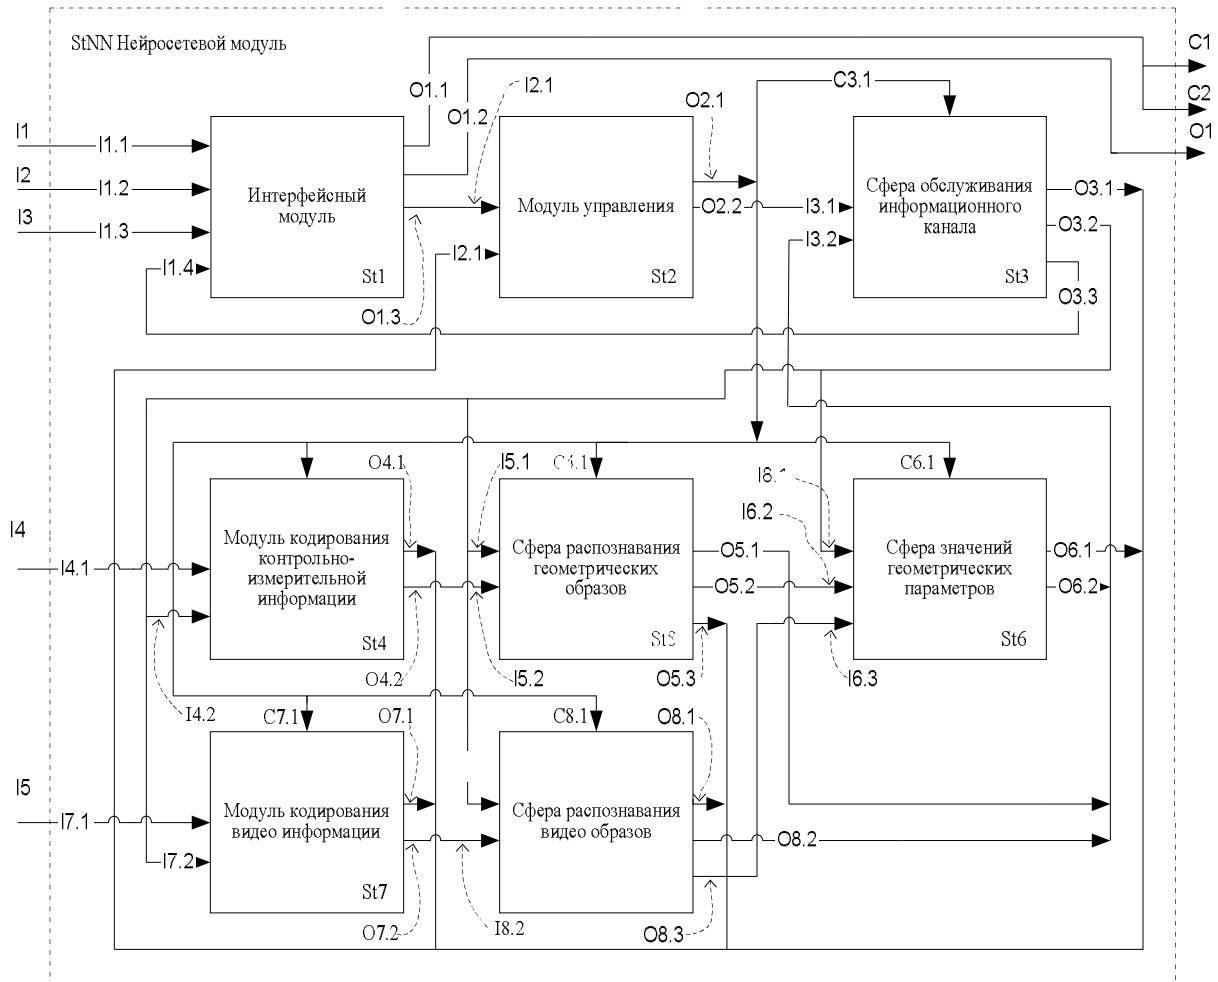 StNN Нейросетевой модуль
C1
C2
O1
I1
I2
I3
I1.1
I1.2
I1.3
I1.4
Интерфейсный
модуль
St1
O1.1
O1.2
I2.1
O1.3
I2.1
Модуль управления
St2
O2.1
O2.2
C3.1
I3.1
I3.2
Сфера обслуживания
информационного
канала
St3
O3.1
O3.2
O3.3
I4
I4.1
I4.2
Модуль кодирования
контрольно-
измерительной
информации
St4
O4.1
O4.2
I5.1
I5.2
Сфера распознавания
геометрических
образов
O5.1
O5.2
O5.3
C6.1
I8.1
I6.2
I6.3
Сфера значений
геометрических
параметров
St6
O6.1
O6.2
I5
I7.1
I7.2
C7.1
Модуль кодирования
видео информации
St7
O7.1
O7.2
I8.2
C8.1
Сфера распознавания
видео образов
O8.1
O8.2
O8.3